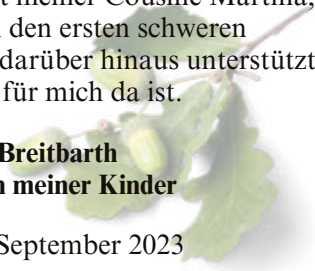 meiner Cousine Martina,
den ersten schweren
darüber hinaus unterstützt
für mich da ist.
Breitbarth
meiner Kinder
September 2023